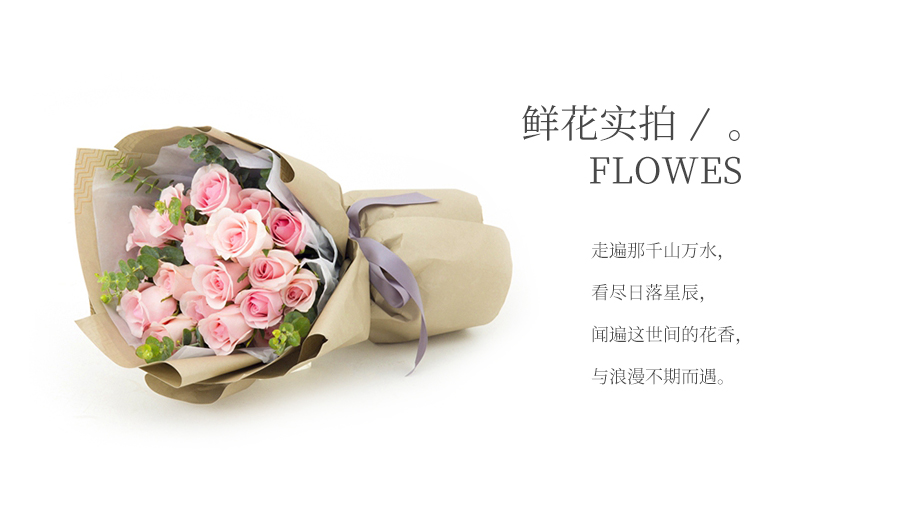 鲜花实拍 / 。
FLOWES
走遍那千山万水，
看尽日落星辰，
闻遍这世间的花香，
与浪漫不期而遇。